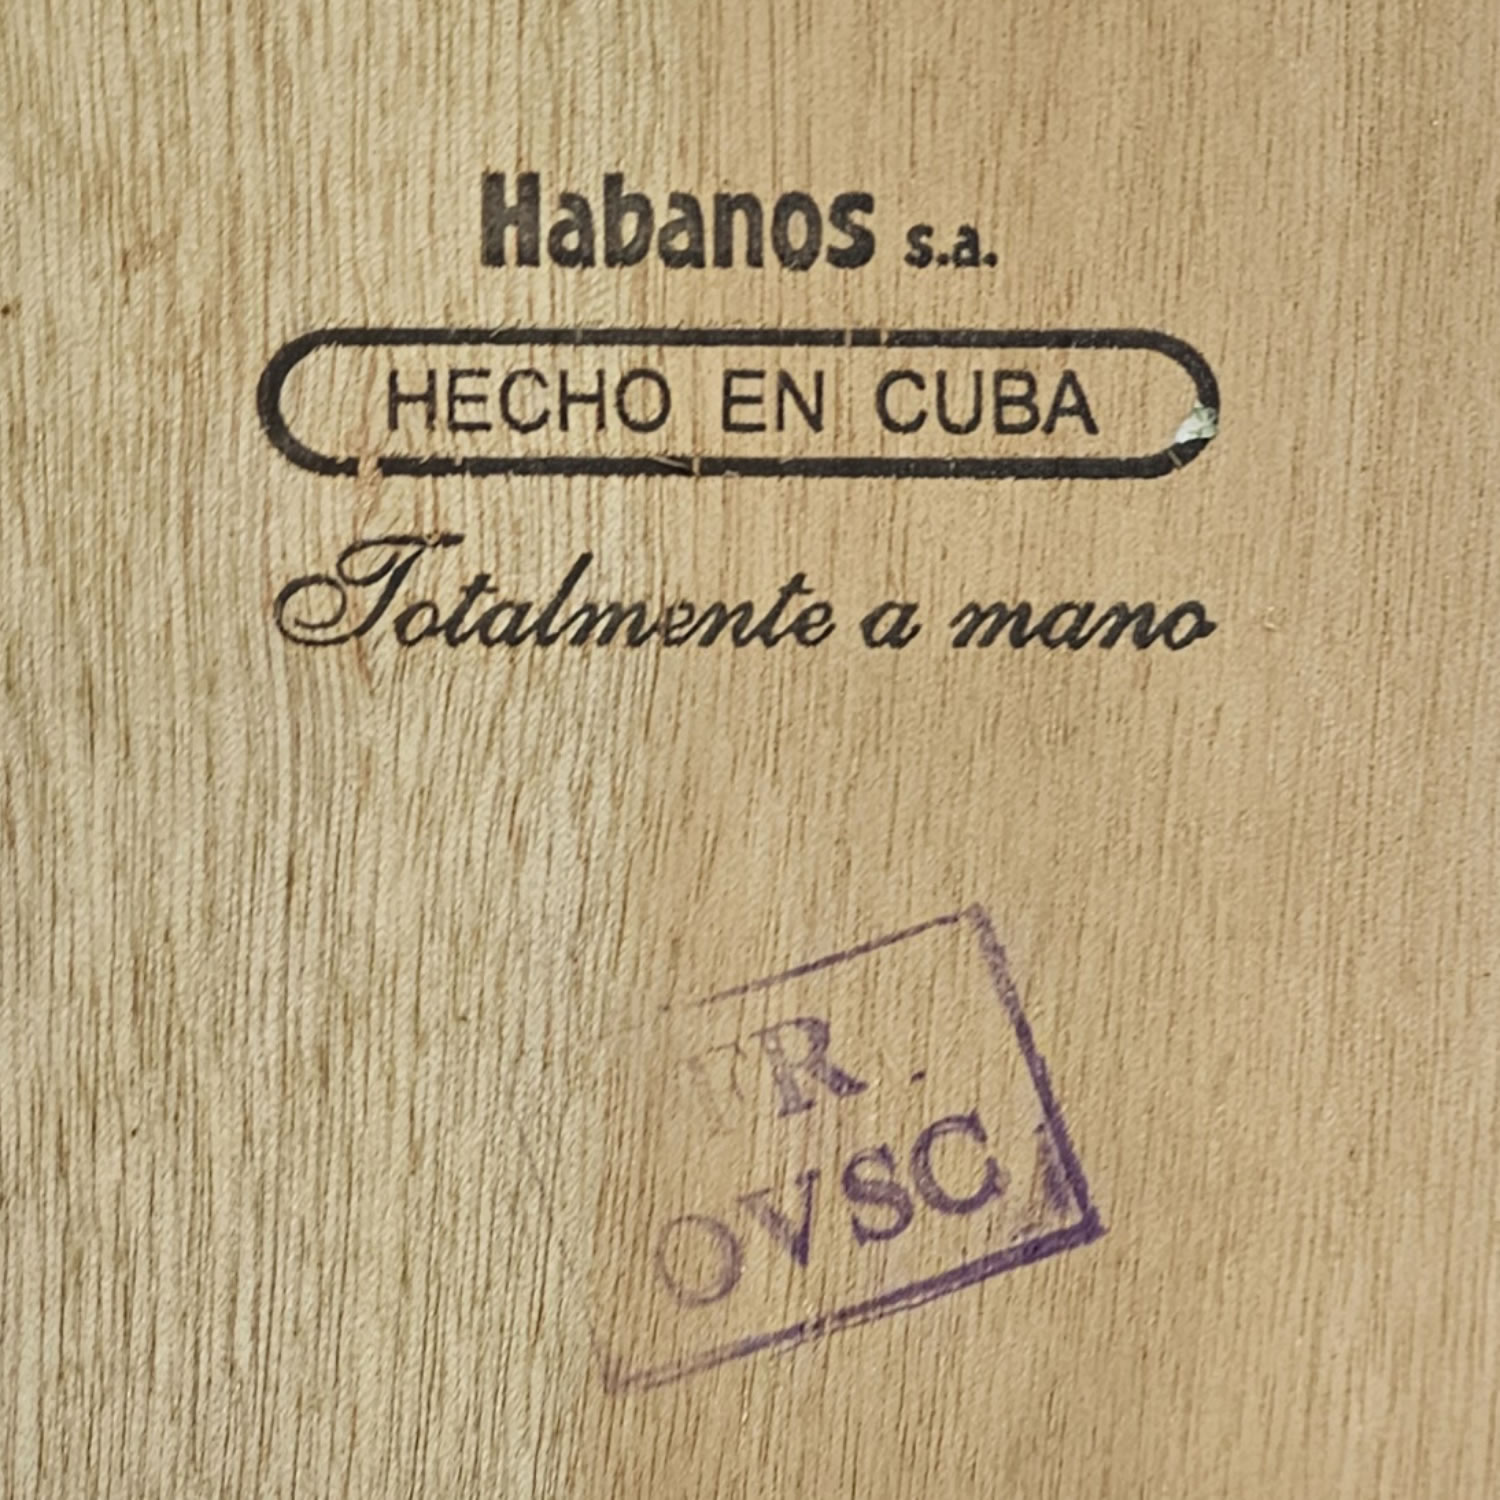 Habanos s.a.
HECHO EN CUBA
Totalmente a mano
OVSC